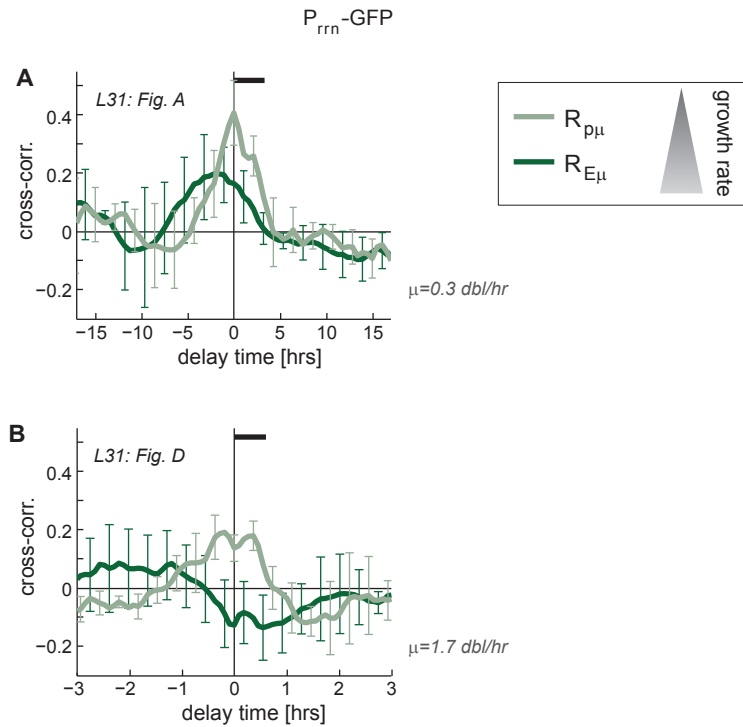 P_rrn-GFP
A
L31: Fig. A
0.4
0.2
0
−0.2
cross-corr.
−15 −10 −5 0 5 10 15
delay time [hrs]
μ=0.3 dbl/hr
R_pμ
R_Eμ
growth rate
B
L31: Fig. D
0.4
0.2
0
−0.2
cross-corr.
−3 −2 −1 0 1 2 3
delay time [hrs]
μ=1.7 dbl/hr